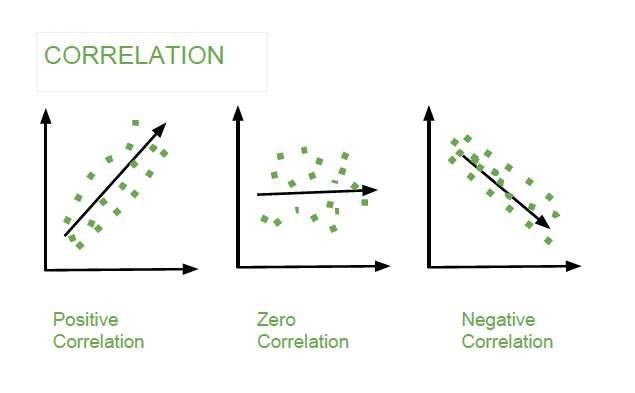 CORRELATION
Positive
Correlation
Zero
Correlation
Negative
Correlation